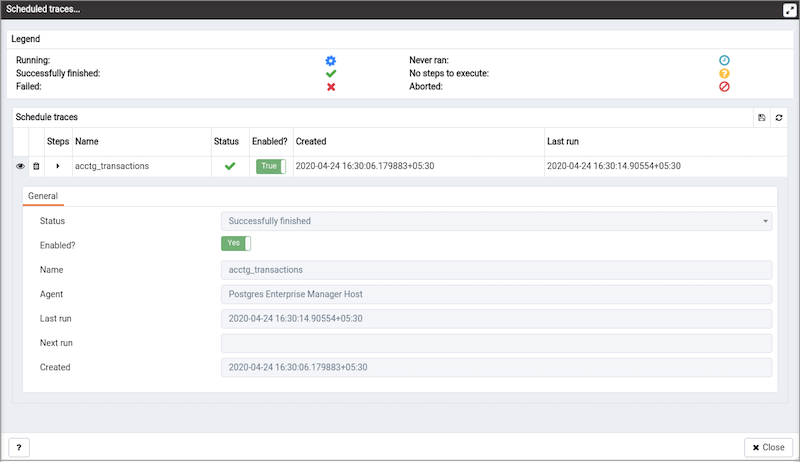 Scheduled traces...
Legend
Running: Never ran:
Successfully finished: No steps to execute:
Failed: Aborted:
Schedule traces
Steps Name Status Enabled? Created Last run
acctg_transactions True 2020-04-24 16:30:06.179883+05:30 2020-04-24 16:30:14.90554+05:30
General
Status Successfully finished
Enabled? Yes
Name acctg_transactions
Agent Postgres Enterprise Manager Host
Last run 2020-04-24 16:30:14.90554+05:30
Next run
Created 2020-04-24 16:30:06.179883+05:30
? Close